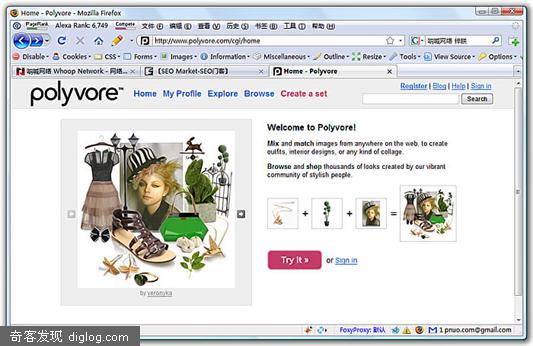 Home - Polyvore - Mozilla Firefox
PageRank Alexa Rank: 6,749 Compete 文件(F) 编辑(E) 查看(V) 历史(S) 书签(B) 工具(T) 帮助(H)
http://www.polyvore.com/cgi/home
Disable Cookies CSS Forms Images Information Miscellaneous Outline Resize Tools View Source Options
Whoop Network - 网络...
【SEO Market-SEO门客】
Home - Polyvore
polyvore™
Home My Profile Explore Browse Create a set
Register | Blog | Help | Sign in
Search
Welcome to Polyvore!
Mix and match images from anywhere on the web, to create
outfits, interior designs, or any kind of collage.
Browse and shop thousands of looks created by our vibrant
community of stylish people.
+ + =
Try It » or Sign in
by veronyka
FoxyProxy: 默认
1 pnuo.com@gmail.com
奇客发现 diglog.com